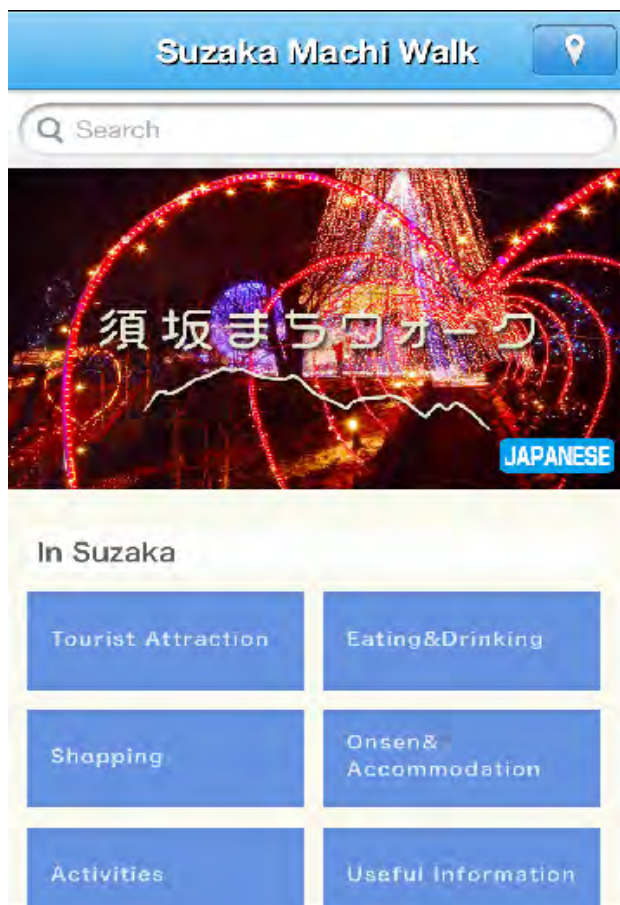 Suzaka Machi Walk
Search
須坂まちウォーク
JAPANESE
In Suzaka
Tourist Attraction
Eating&Drinking
Shopping
Onsen&
Accommodation
Activities
Useful Information